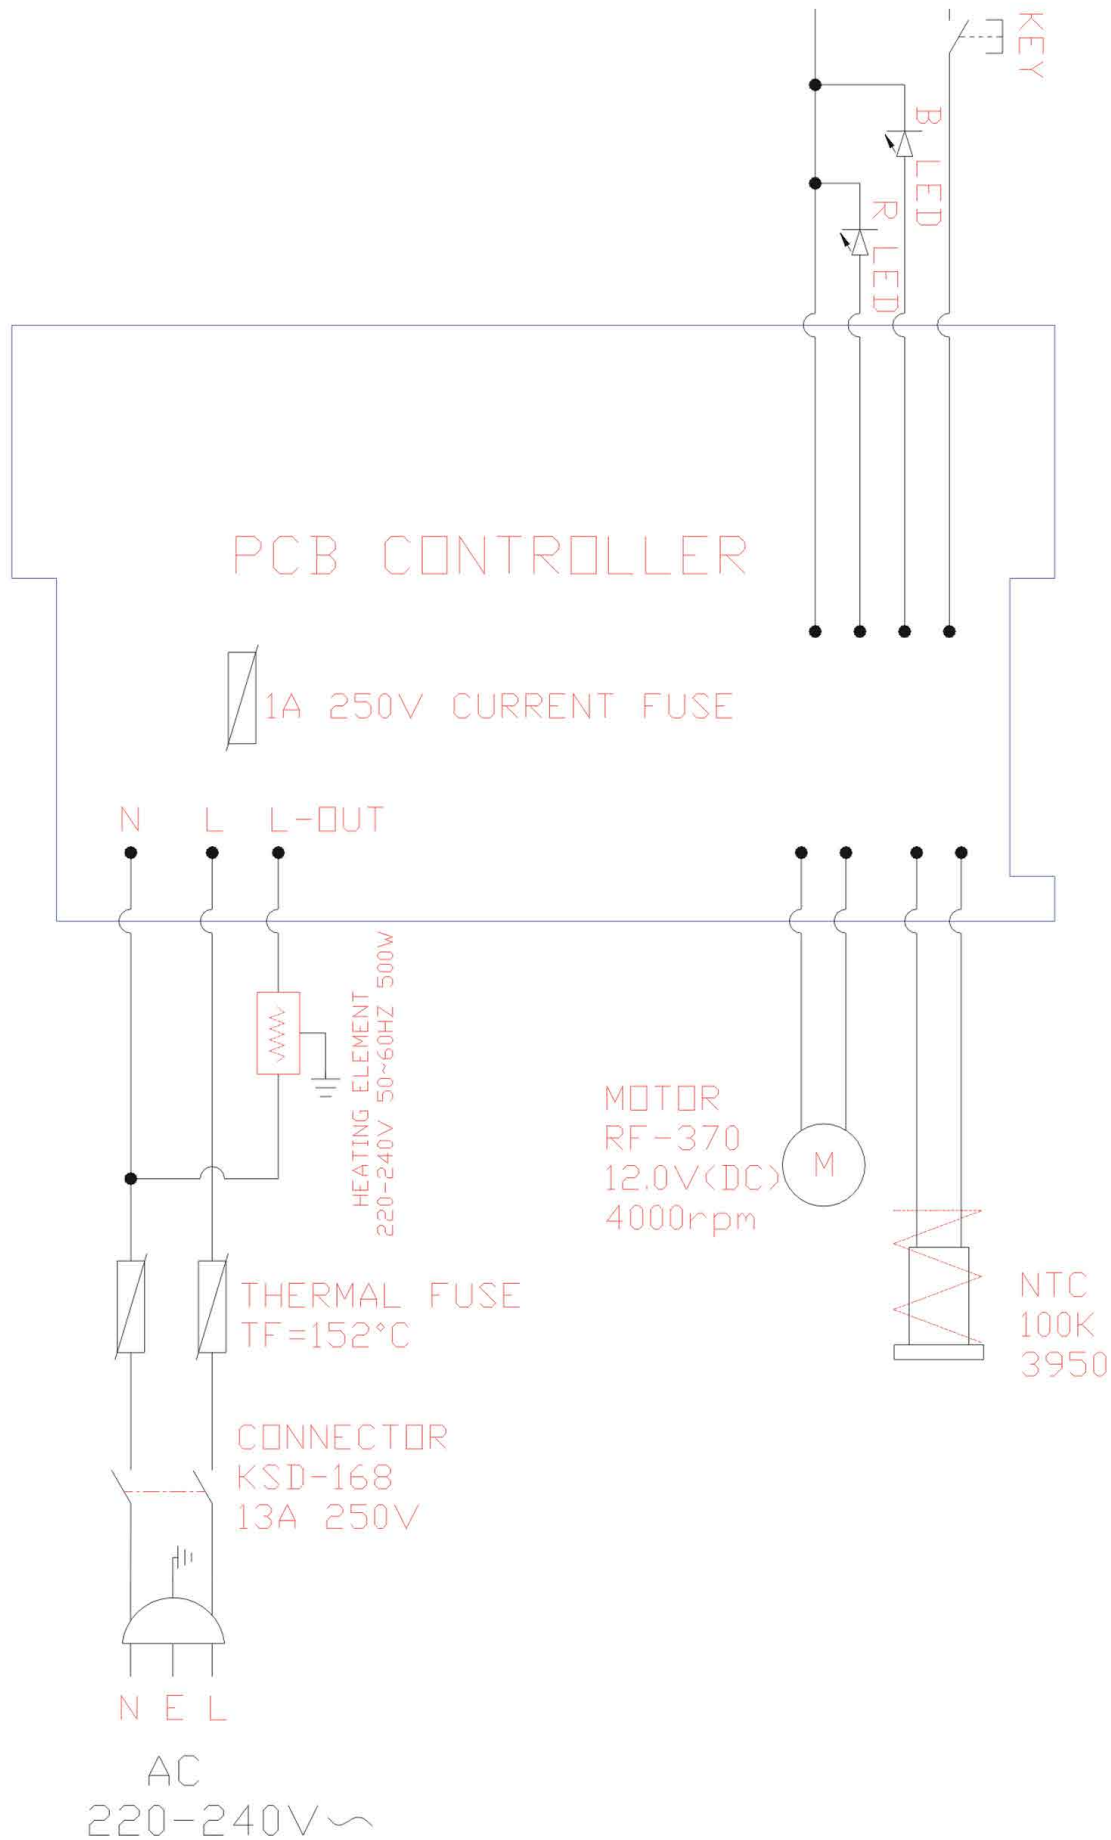 KEY
B LED
R LED
PCB CONTROLLER
1A 250V CURRENT FUSE
N L L-OUT
HEATING ELEMENT
220-240V 50~60HZ 500W
MOTOR
RF-370
12.0V(DC)
4000rpm
M
NTC
100K
3950
THERMAL FUSE
TF=152°C
CONNECTOR
KSD-168
13A 250V
N E L
AC
220-240V~